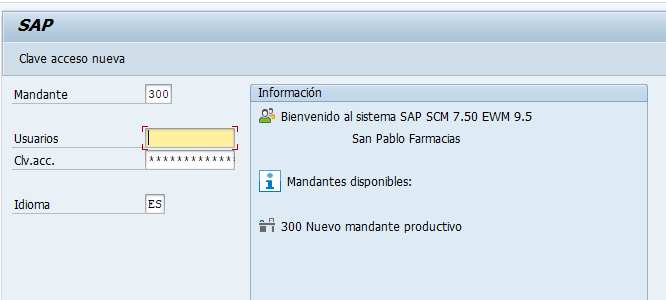 SAP
Clave acceso nueva
Mandante 300
Usuarios
Clv.acc. ************
Idioma ES
Información
Bienvenido al sistema SAP SCM 7.50 EWM 9.5
San Pablo Farmacias
Mandantes disponibles:
300 Nuevo mandante productivo